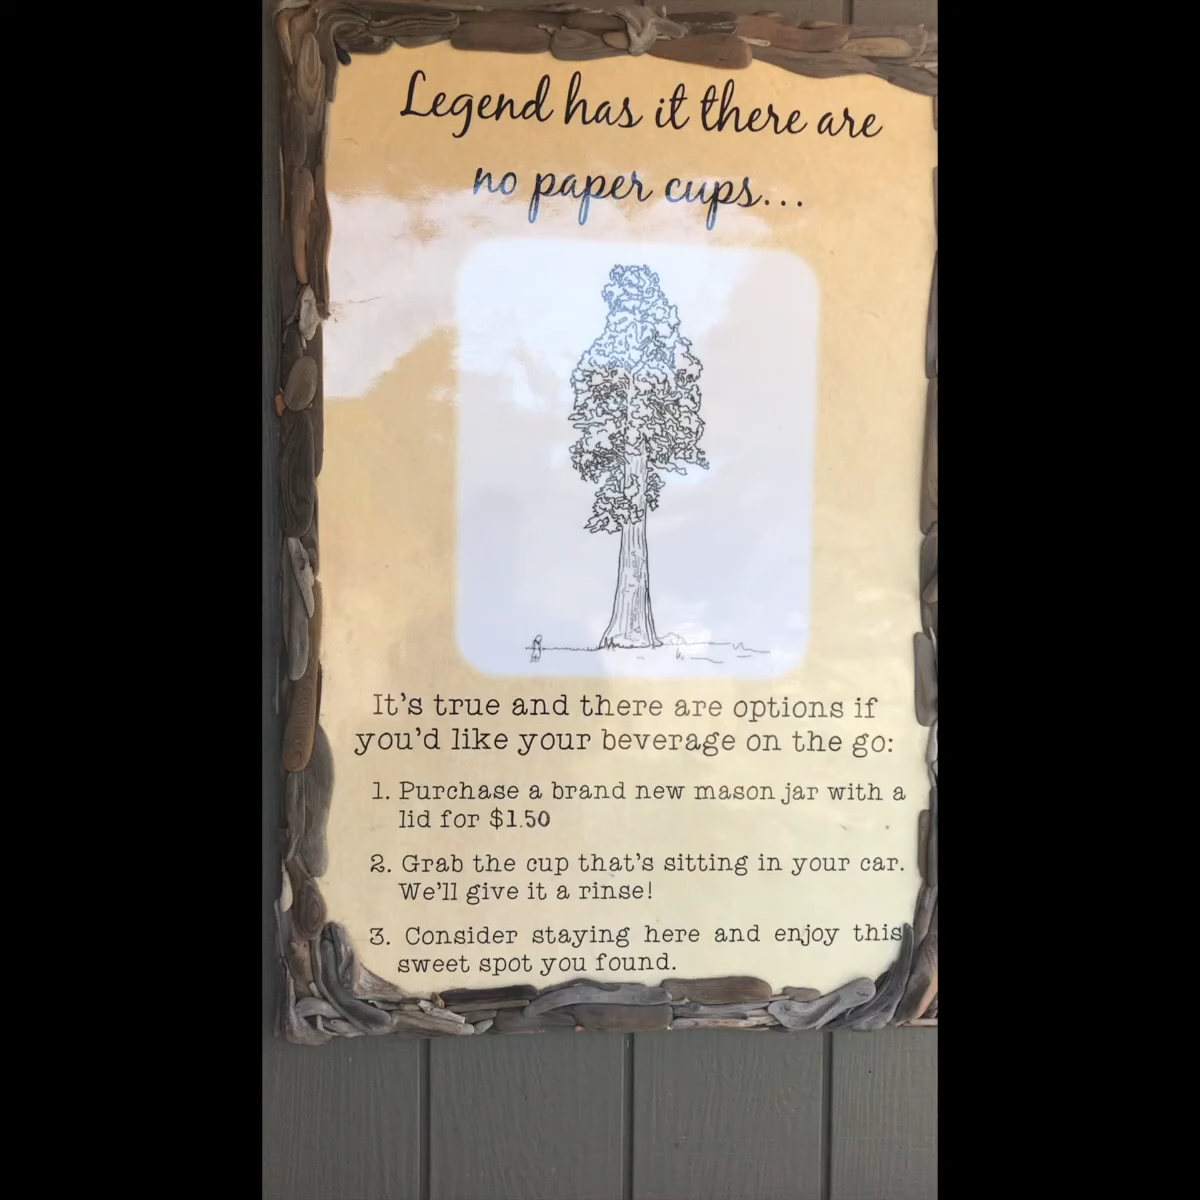 Legend has it there are
no paper cups...
It's true and there are options if
you'd like your beverage on the go:
1. Purchase a brand new mason jar with a
lid for $1.50
2. Grab the cup that's sitting in your car.
We'll give it a rinse!
3. Consider staying here and enjoy this
sweet spot you found.